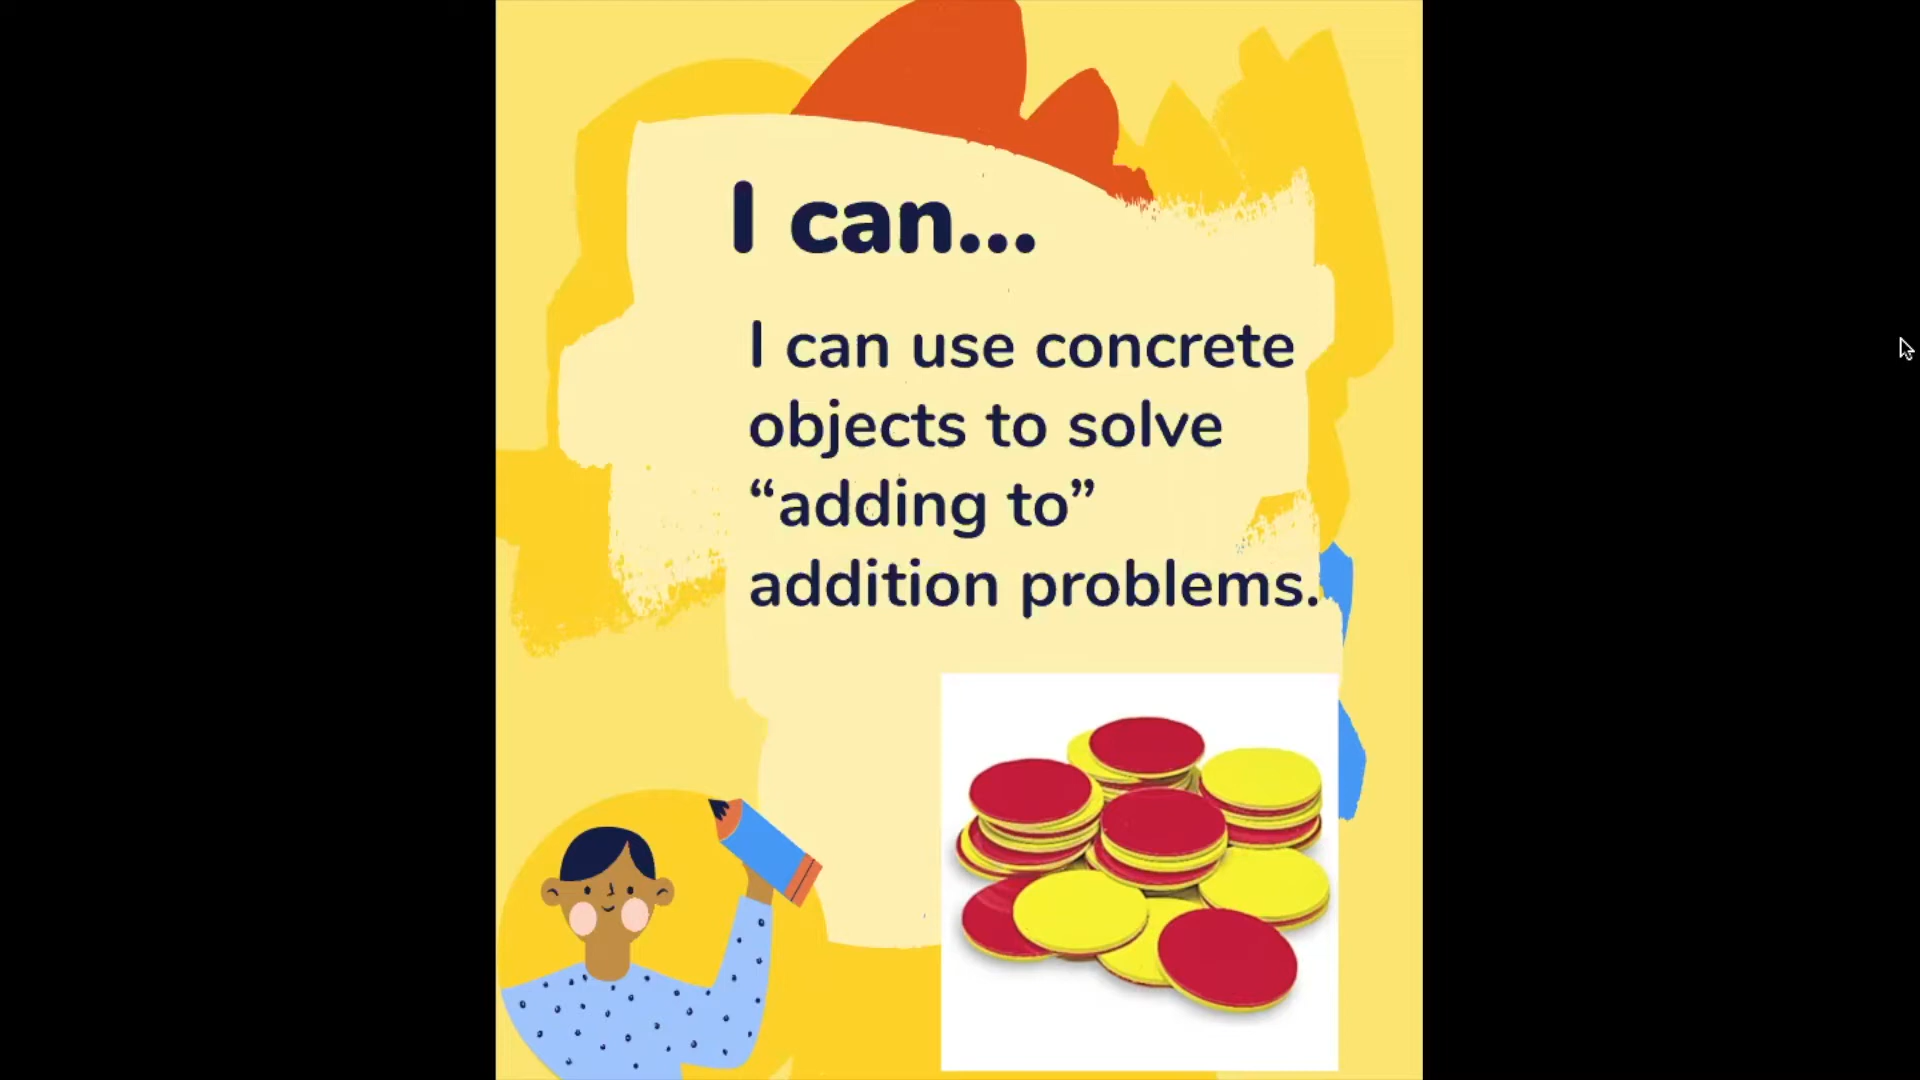 I can...
I can use concrete
objects to solve
“adding to”
addition problems.